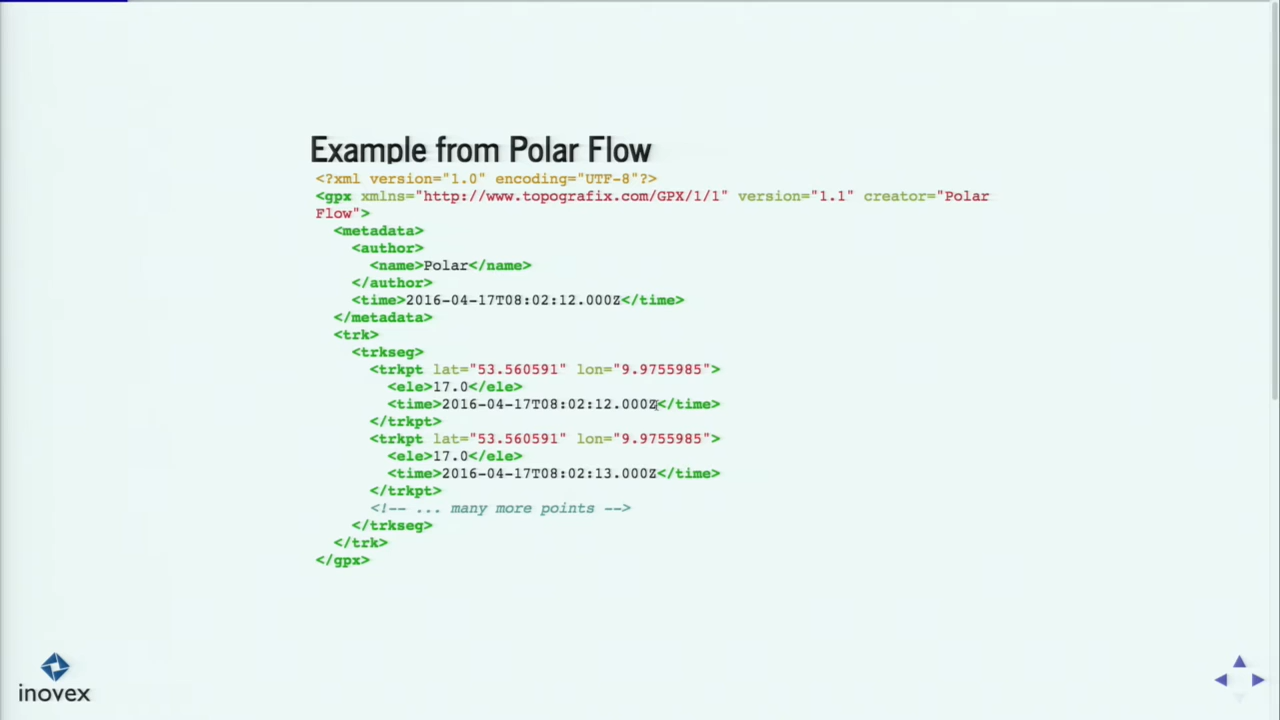 Example from Polar Flow
<?xml version="1.0" encoding="UTF-8"?>
<gpx xmlns="http://www.topografix.com/GPX/1/1" version="1.1" creator="Polar
Flow">
<metadata>
<author>
<name>Polar</name>
</author>
<time>2016-04-17T08:02:12.000Z</time>
</metadata>
<trk>
<trkseg>
<trkpt lat="53.560591" lon="9.9755985">
<ele>17.0</ele>
<time>2016-04-17T08:02:12.000Z</time>
</trkpt>
<trkpt lat="53.560591" lon="9.9755985">
<ele>17.0</ele>
<time>2016-04-17T08:02:13.000Z</time>
</trkpt>
<!-- ... many more points -->
</trkseg>
</trk>
</gpx>
inovex